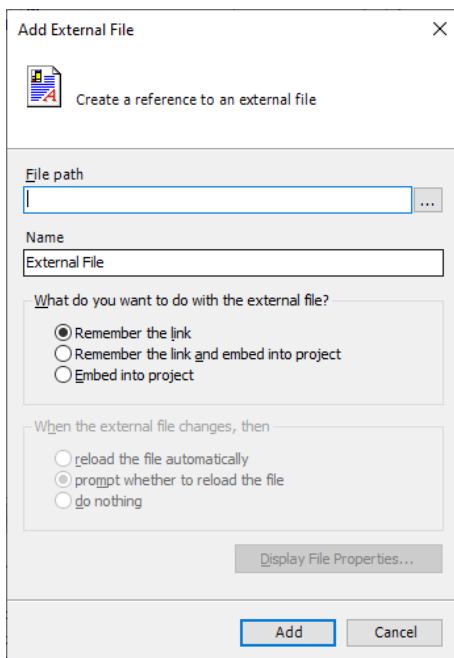 Add External File
Create a reference to an external file
File path
...
Name
External File
What do you want to do with the external file?
Remember the link
Remember the link and embed into project
Embed into project
When the external file changes, then
reload the file automatically
prompt whether to reload the file
do nothing
Display File Properties...
Add Cancel